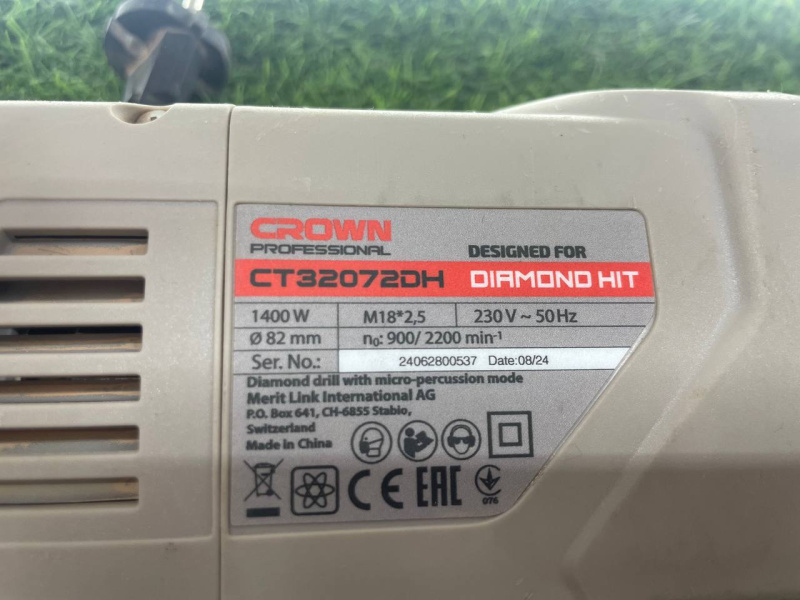 CROWN
PROFESSIONAL
DESIGNED FOR
CT32072DH DIAMOND HIT
1400 W M18*2,5 230 V ~ 50 Hz
Ø 82 mm n₀: 900/ 2200 min⁻¹
Ser. No.: 24062800537 Date:08/24
Diamond drill with micro-percussion mode
Merit Link International AG
P.O. Box 641, CH-6855 Stabio,
Switzerland
Made in China
CE EAC
076